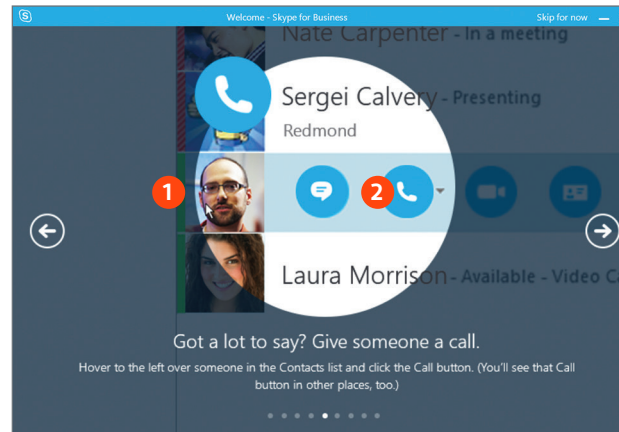 Welcome - Skype for Business
Skip for now
Nate Carpenter - In a meeting
Sergei Calvery - Presenting
Redmond
1
2
Laura Morrison - Available - Video
Got a lot to say? Give someone a call.
Hover to the left over someone in the Contacts list and click the Call button. (You'll see that Call
button in other places, too.)